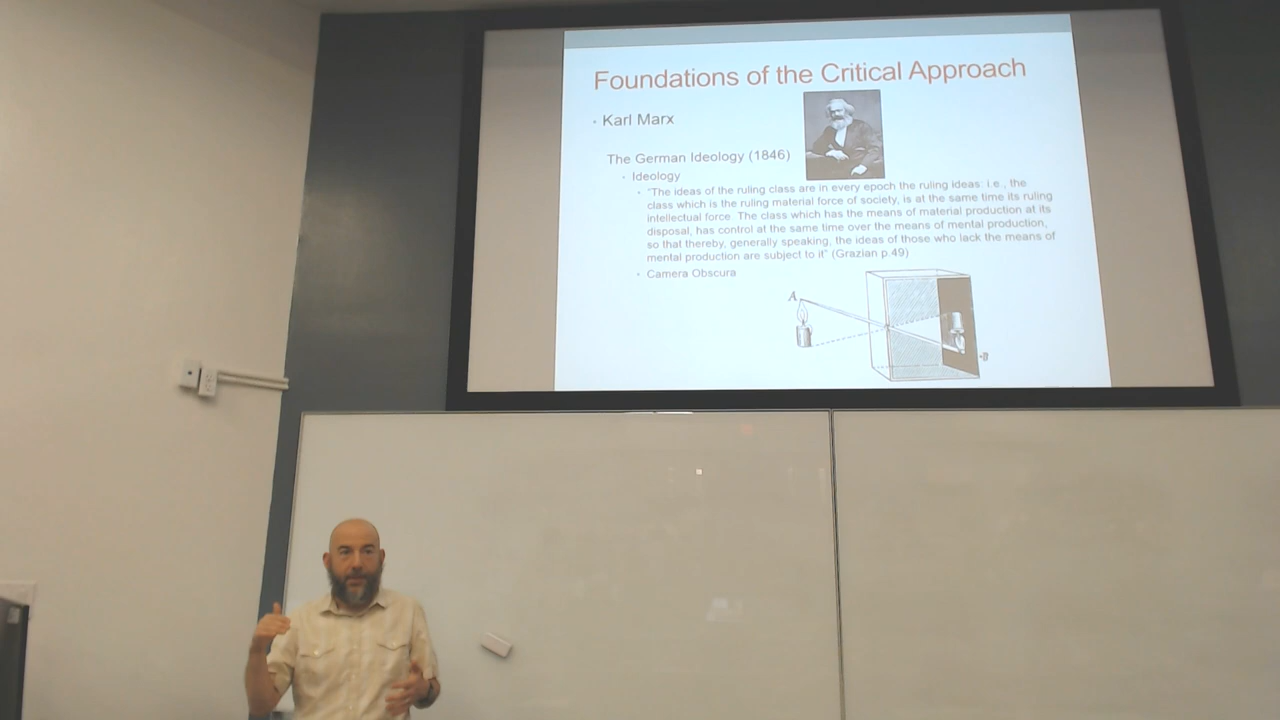 Foundations of the Critical Approach
• Karl Marx
The German Ideology (1846)
• Ideology
• "The ideas of the ruling class are in every epoch the ruling ideas: i.e., the
class which is the ruling material force of society, is at the same time its ruling
intellectual force. The class which has the means of material production at its
disposal, has control at the same time over the means of mental production,
so that thereby, generally speaking, the ideas of those who lack the means of
mental production are subject to it" (Grazian p.49)
• Camera Obscura
A
B